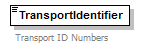 TransportIdentifier
Transport ID Numbers